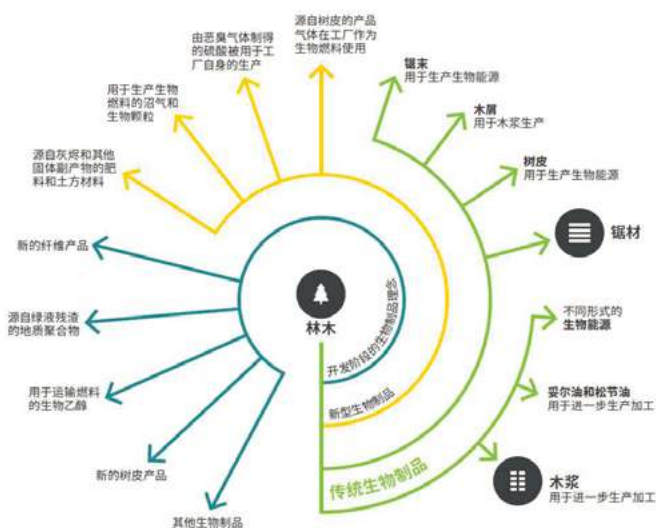 源自树皮的产品
气体在工厂作为
生物燃料使用
由恶臭气体制得
的硫酸被用于工
厂自身的生产
用于生产生物
燃料的沼气和
生物颗粒
源自灰烬和其他
固体副产物的肥
料和土方材料
锯末
用于生产生物能源
木屑
用于木浆生产
树皮
用于生产生物能源
锯材
新的纤维产品
源自绿液残渣
的地质聚合物
用于运输燃料
的生物乙醇
新的树皮产品
其他生物制品
林木
开发阶段的生物制品理念
新型生物制品
传统生物制品
不同形式的
生物能源
妥尔油和松节油
用于进一步生产加工
木浆
用于进一步生产加工